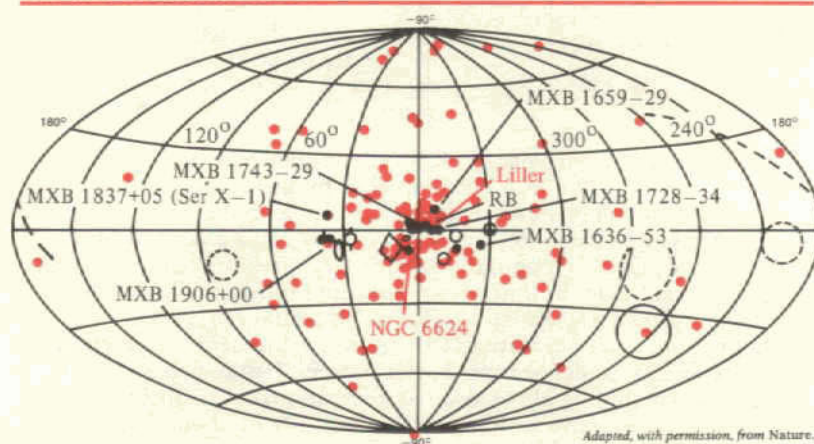 −90°
MXB 1659−29
180°
120°
60°
300°
240°
180°
MXB 1743−29
Liller
MXB 1837+05 (Ser X−1)
RB
MXB 1728−34
MXB 1636−53
MXB 1906+00
NGC 6624
−90°
Adapted, with permission, from Nature.